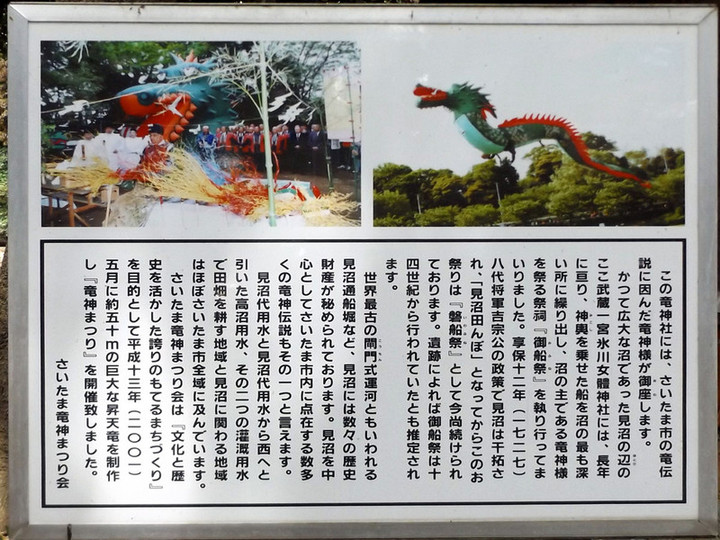 この竜神社には、さいたま市の竜伝
説に因んだ竜神様が御座します。
かつて広大な沼であった見沼の辺の
ここ武蔵一宮氷川女體神社には、長年
に亘り、神輿を乗せた船を沼の最も深
い所に繰り出し、沼の主である竜神様
を祭る祭祠『御船祭』を執り行ってま
いりました。享保十二年（一七二七）
八代将軍吉宗公の政策で見沼は干拓さ
れ、「見沼田んぼ」となってからこのお
祭りは『磐船祭』として今尚続けられ
ております。遺跡によれば御船祭は十
四世紀から行われていたとも推定され
ます。
世界最古の閘門式運河ともいわれる
見沼通船堀など、見沼には数々の歴史
財産が秘められております。見沼を中
心としてさいたま市内に点在する数多
くの竜神伝説もその一つと言えます。
見沼代用水と見沼代用水から西へと
引いた高沼用水、その二つの灌漑用水
で田畑を耕す地域と見沼に関わる地域
はほぼさいたま市全域に及んでいます。
さいたま竜神まつり会は『文化と歴
史を活かした誇りのもてるまちづくり』
を目的として平成十三年（二〇〇一）
五月に約五十mの巨大な昇天竜を制作
し『竜神まつり』を開催致しました。
さいたま竜神まつり会